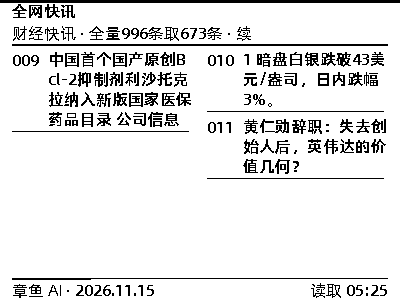 全网快讯
财经快讯 · 全量996条取673条 · 续
009 中国首个国产原创B
cl-2抑制剂利沙托克
拉纳入新版国家医保
药品目录 公司信息
010 1 暗盘白银跌破43美
元/盎司，日内跌幅
3%。
011 黄仁勋辞职：失去创
始人后，英伟达的价
值几何？
章鱼 AI · 2026.11.15
读取 05:25